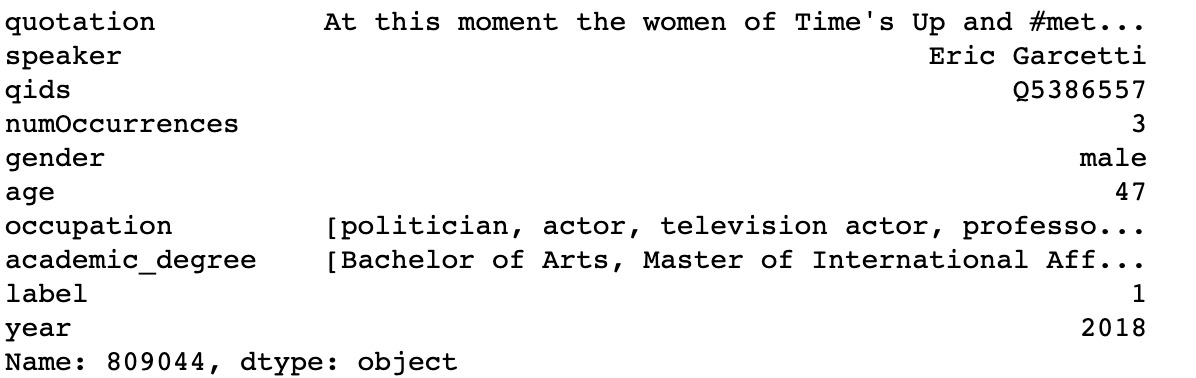 quotation At this moment the women of Time's Up and #met...
speaker Eric Garcetti
qids Q5386557
numOccurrences 3
gender male
age 47
occupation [politician, actor, television actor, professo...
academic_degree [Bachelor of Arts, Master of International Aff...
label 1
year 2018
Name: 809044, dtype: object